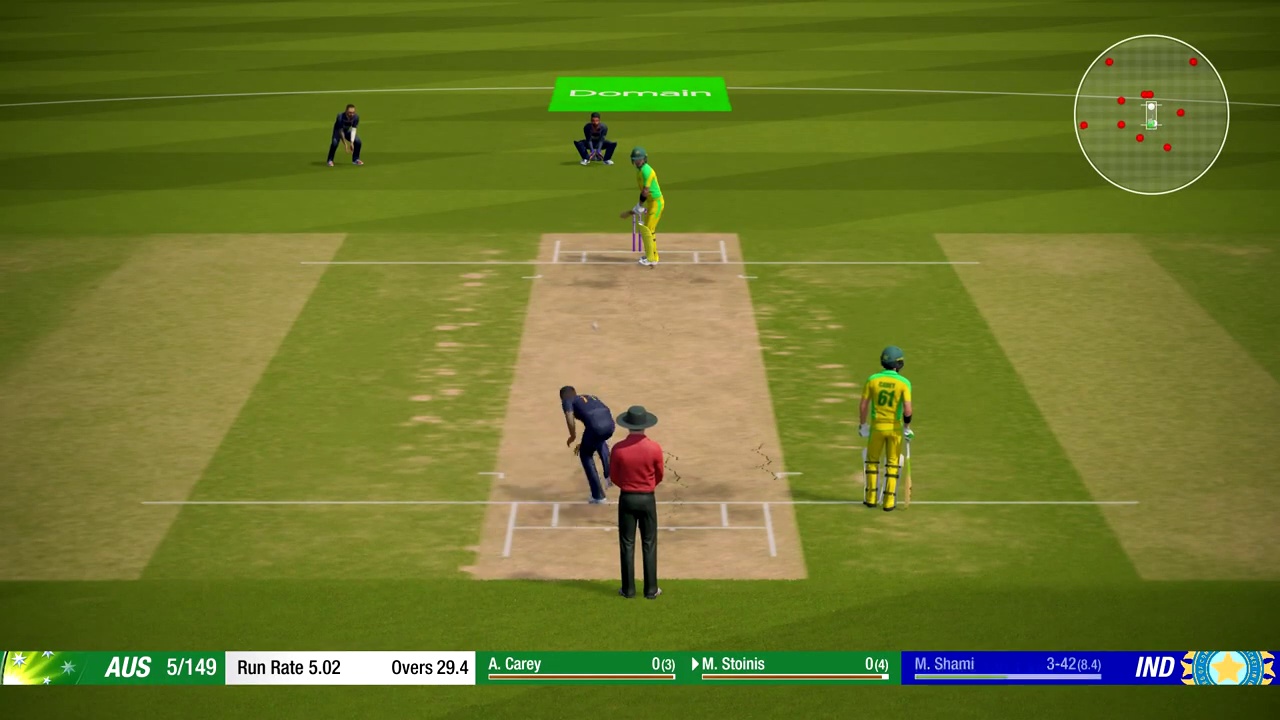 Domain
CAREY
61
AUS 5/149
Run Rate 5.02 Overs 29.4
A. Carey 0(3)
M. Stoinis 0(4)
M. Shami 3-42(8.4)
IND